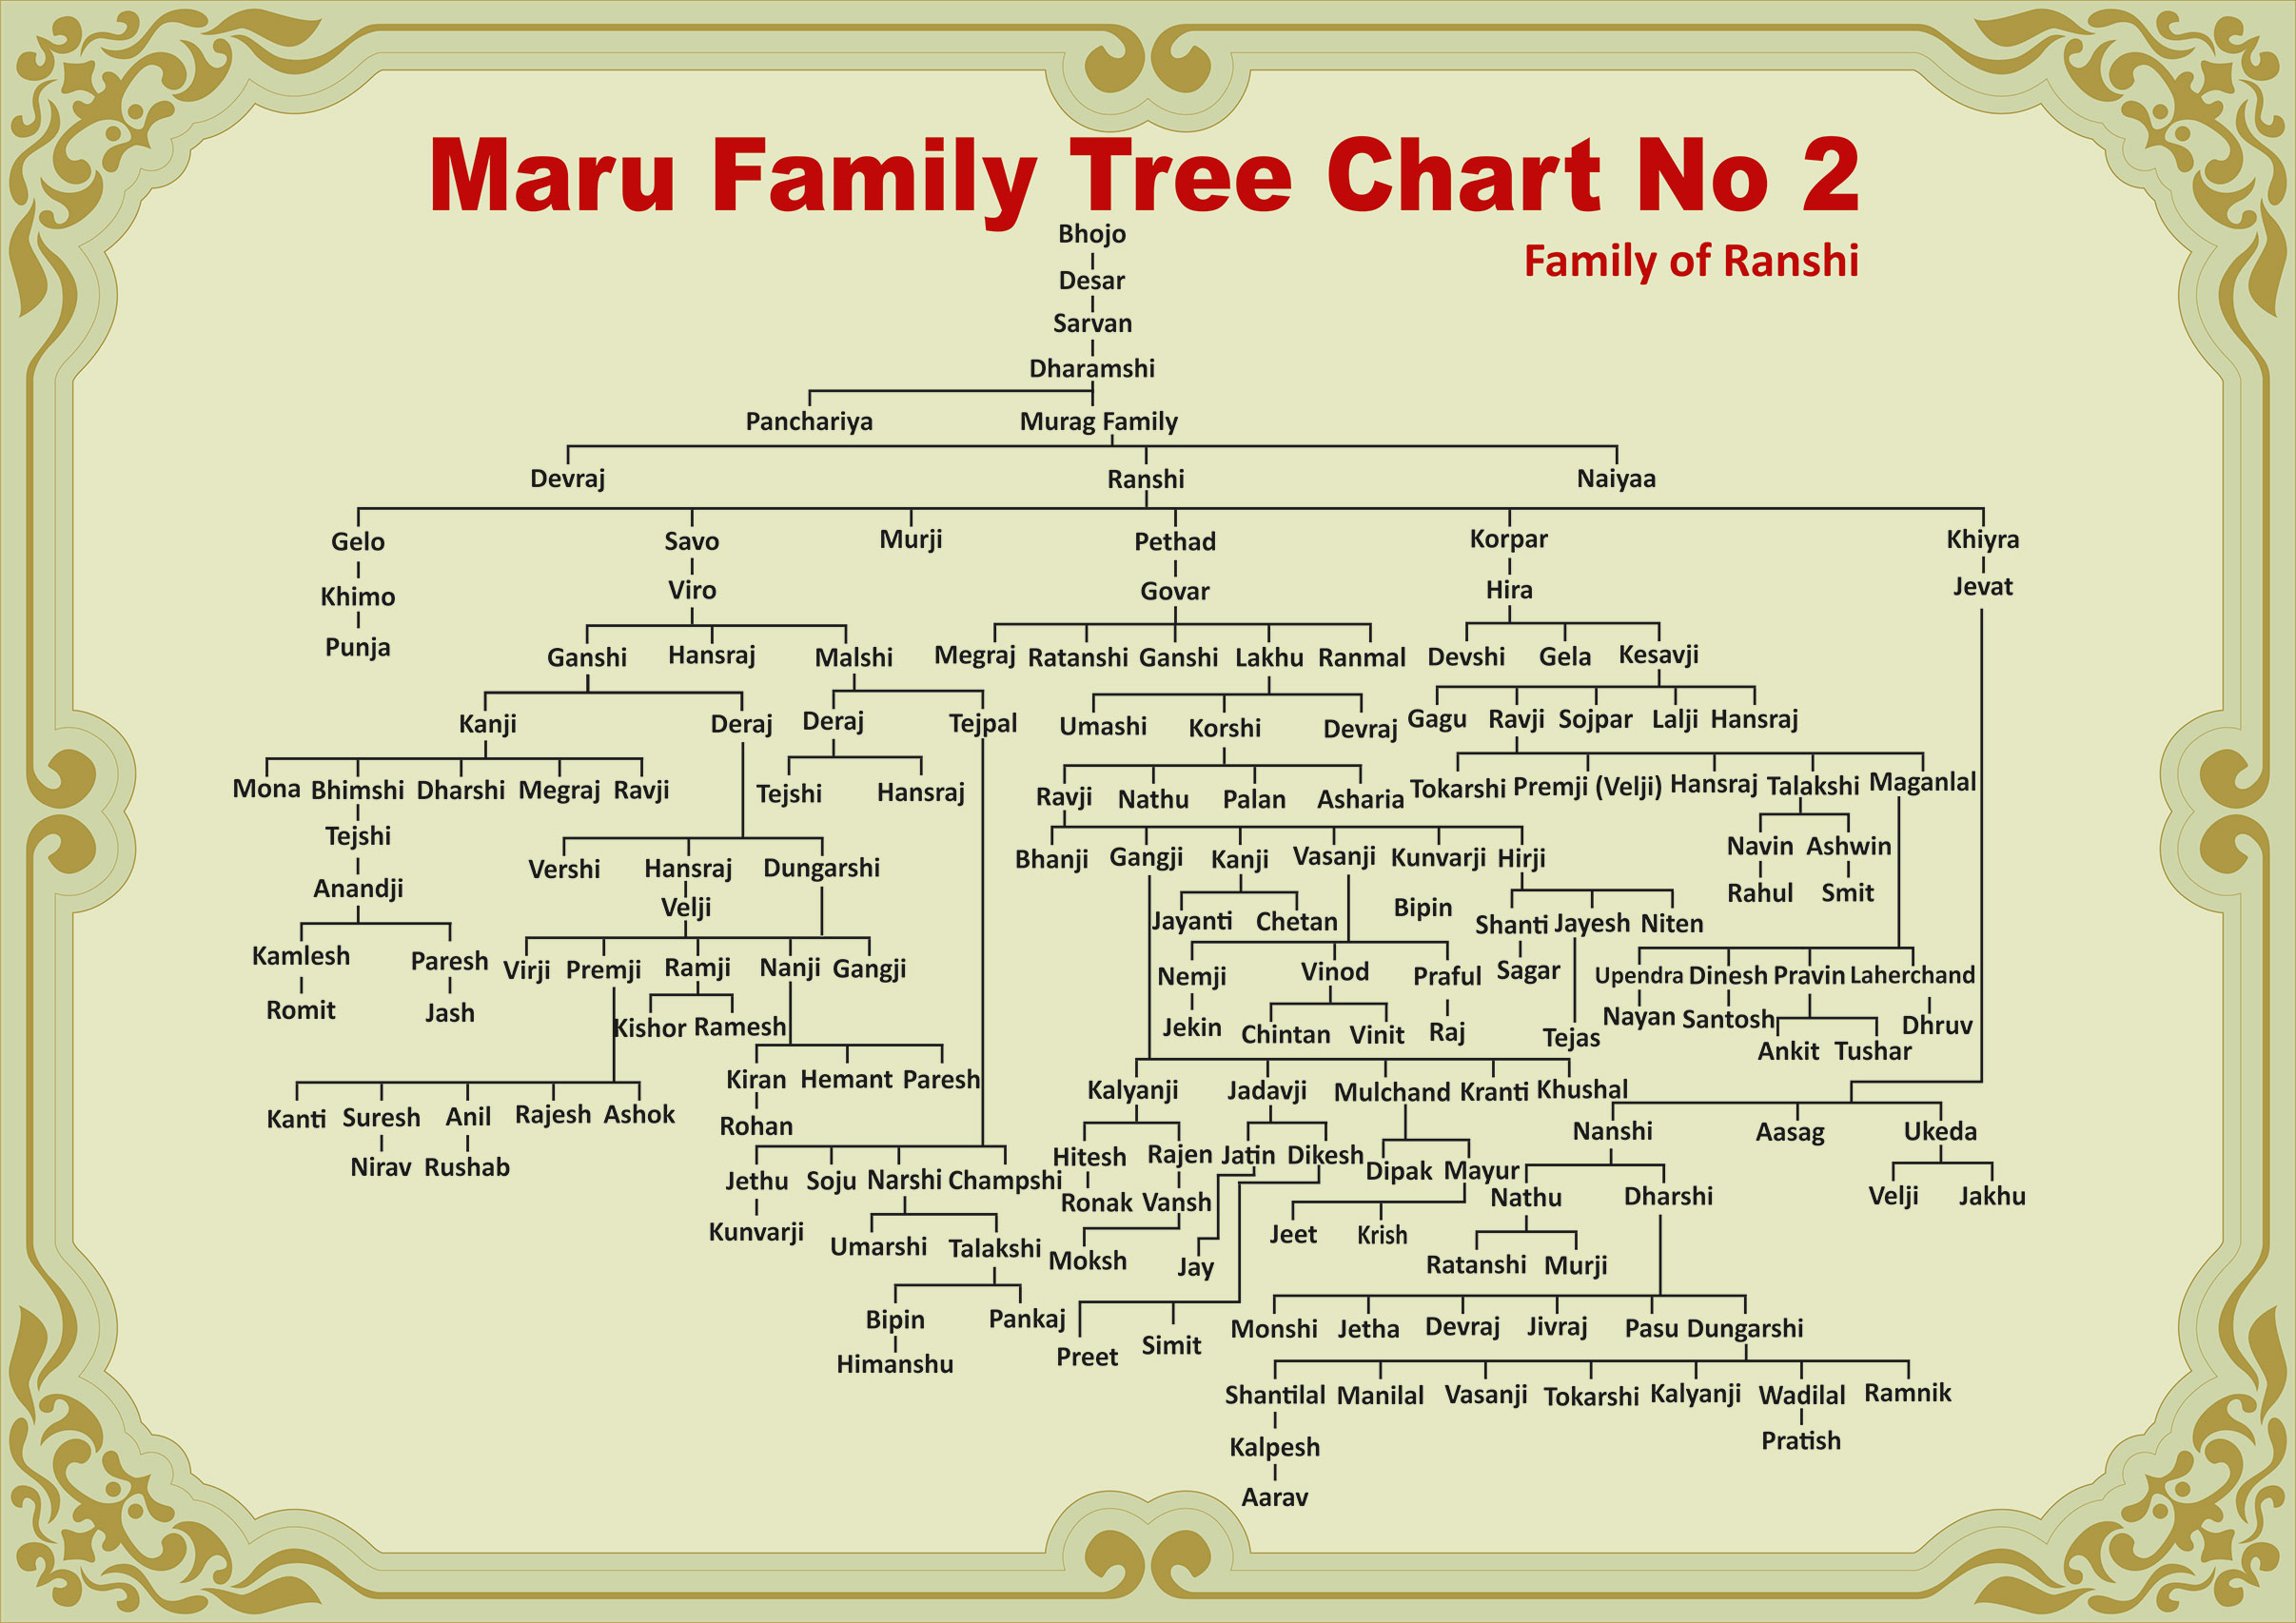 Maru Family Tree Chart No 2
Bhojo
Family of Ranshi
Desar
Sarvan
Dharamshi
Panchariya Murag Family
Devraj Ranshi Naiyaa
Gelo Savo Murji Pethad Korpar Khiyra
Khimo Viro Govar Hira Jevat
Punja Ganshi Hansraj Malshi Megraj Ratanshi Ganshi Lakhu Ranmal Devshi Gela Kesavji
Kanji Deraj Deraj Tejpal Umashi Korshi Devraj Gagu Ravji Sojpar Lalji Hansraj
Mona Bhimshi Dharshi Megraj Ravji Tejshi Hansraj Ravji Nathu Palan Asharia Tokarshi Premji (Velji) Hansraj Talakshi Maganlal
Tejshi Vershi Hansraj Dungarshi Bhanji Gangji Kanji Vasanji Kunvarji Hirji Navin Ashwin
Anandji Velji Jayanti Chetan Bipin Shanti Jayesh Niten Rahul Smit
Kamlesh Paresh Virji Premji Ramji Nanji Gangji Nemji Vinod Praful Sagar Upendra Dinesh Pravin Laherchand
Romit Jash Kishor Ramesh Jekin Chintan Vinit Raj Tejas Nayan Santosh Ankit Tushar Dhruv
Kiran Hemant Paresh Kalyanji Jadavji Mulchand Kranti Khushal
Kanti Suresh Anil Rajesh Ashok Rohan Nanshi Aasag Ukeda
Nirav Rushab Jethu Soju Narshi Champshi Hitesh Rajen Jatin Dikesh Dipak Mayur
Ronak Vansh Nathu Dharshi Velji Jakhu
Kunvarji Umarshi Talakshi Moksh Jay Jeet Krish Ratanshi Murji
Bipin Pankaj Preet Simit Monshi Jetha Devraj Jivraj Pasu Dungarshi
Himanshu
Shantilal Manilal Vasanji Tokarshi Kalyanji Wadilal Ramnik
Kalpesh Pratish
Aarav